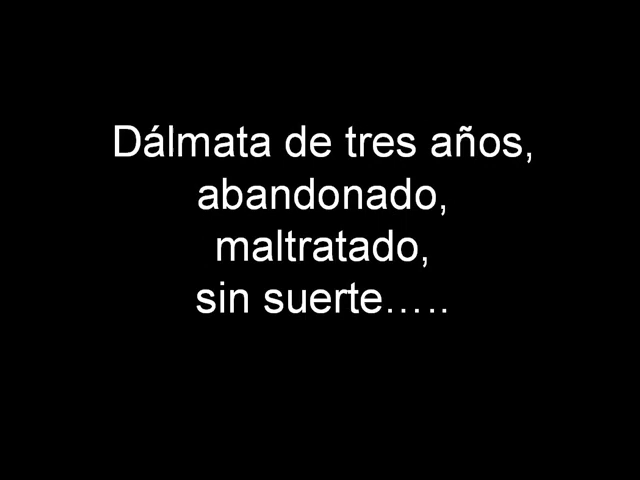 Dálmata de tres años,
abandonado,
maltratado,
sin suerte…..